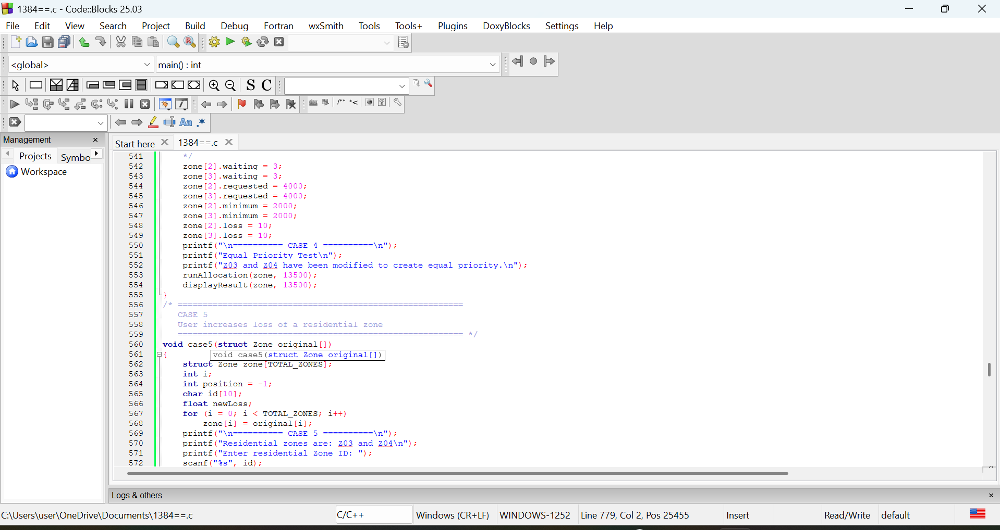 1384==.c - Code::Blocks 25.03
File Edit View Search Project Build Debug Fortran wxSmith Tools Tools+ Plugins DoxyBlocks Settings Help
<global> main() : int
S C
/** *<
Aa .*
Management
Start here 1384==.c
Projects Symbo
Workspace
541 */
542 zone[2].waiting = 3;
543 zone[3].waiting = 3;
544 zone[2].requested = 4000;
545 zone[3].requested = 4000;
546 zone[2].minimum = 2000;
547 zone[3].minimum = 2000;
548 zone[2].loss = 10;
549 zone[3].loss = 10;
550 printf("\n========== CASE 4 ==========\n");
551 printf("Equal Priority Test\n");
552 printf("Z03 and Z04 have been modified to create equal priority.\n");
553 runAllocation(zone, 13500);
554 displayResult(zone, 13500);
555 }
556 /* =========================================================
557 CASE 5
558 User increases loss of a residential zone
559 ========================================================= */
560 void case5(struct Zone original[])
561 {
void case5(struct Zone original[])
562 struct Zone zone[TOTAL_ZONES];
563 int i;
564 int position = -1;
565 char id[10];
566 float newLoss;
567 for (i = 0; i < TOTAL_ZONES; i++)
568 zone[i] = original[i];
569 printf("\n========== CASE 5 ==========\n");
570 printf("Residential zones are: Z03 and Z04\n");
571 printf("Enter residential Zone ID: ");
572 scanf("%s", id);
Logs & others
C:\Users\user\OneDrive\Documents\1384==.c C/C++ Windows (CR+LF) WINDOWS-1252 Line 779, Col 2, Pos 25455 Insert Read/Write default